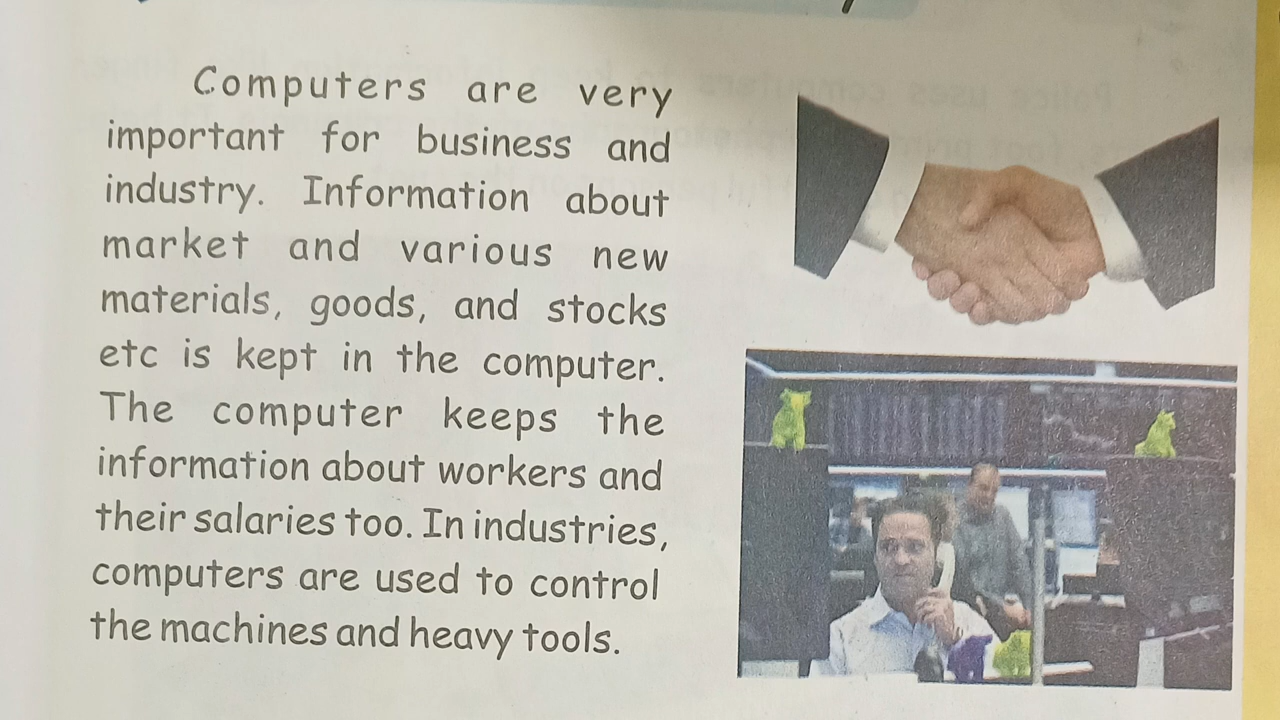 Computers are very
important for business and
industry. Information about
market and various new
materials, goods, and stocks
etc is kept in the computer.
The computer keeps the
information about workers and
their salaries too. In industries,
computers are used to control
the machines and heavy tools.